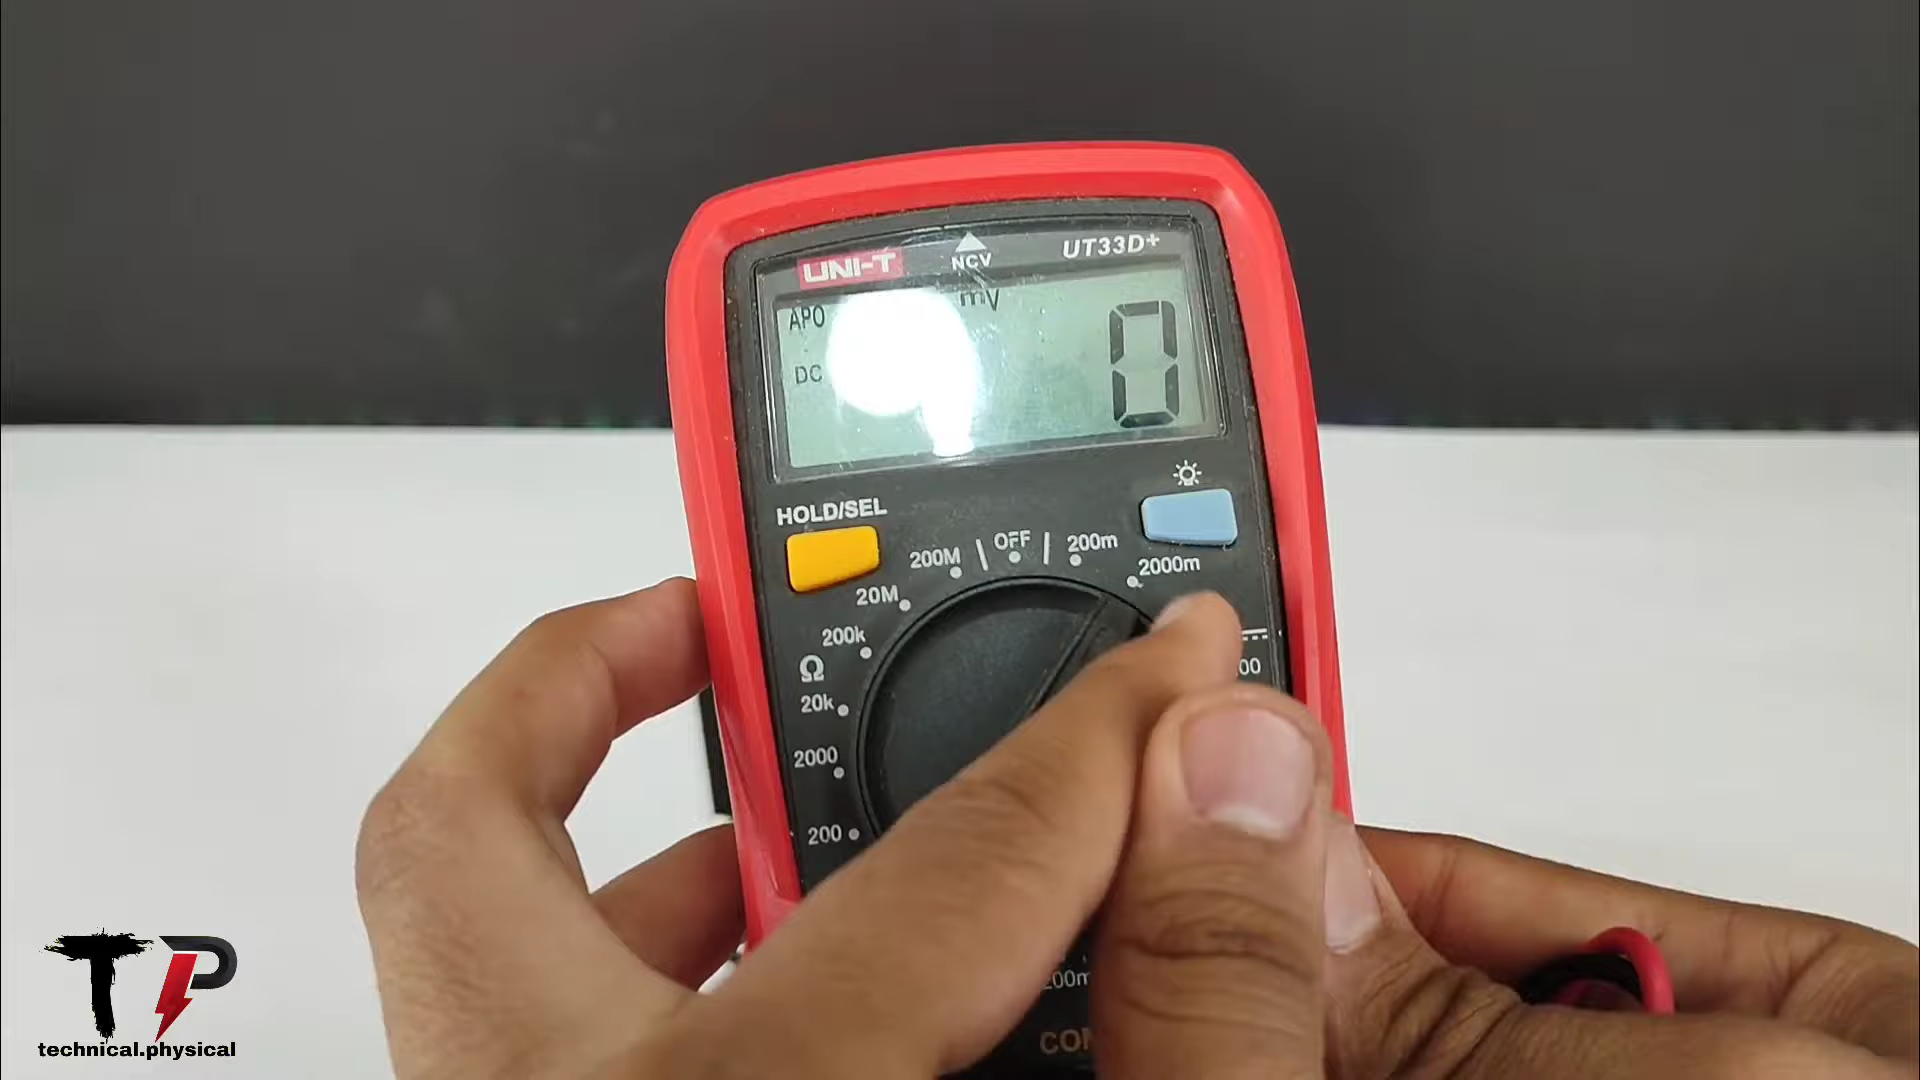 UNI-T
NCV
UT33D+
APO
mV
DC
0
HOLD/SEL
200M
OFF
200m
2000m
20M
200k
Ω
20k
2000
200
TP
technical.physical